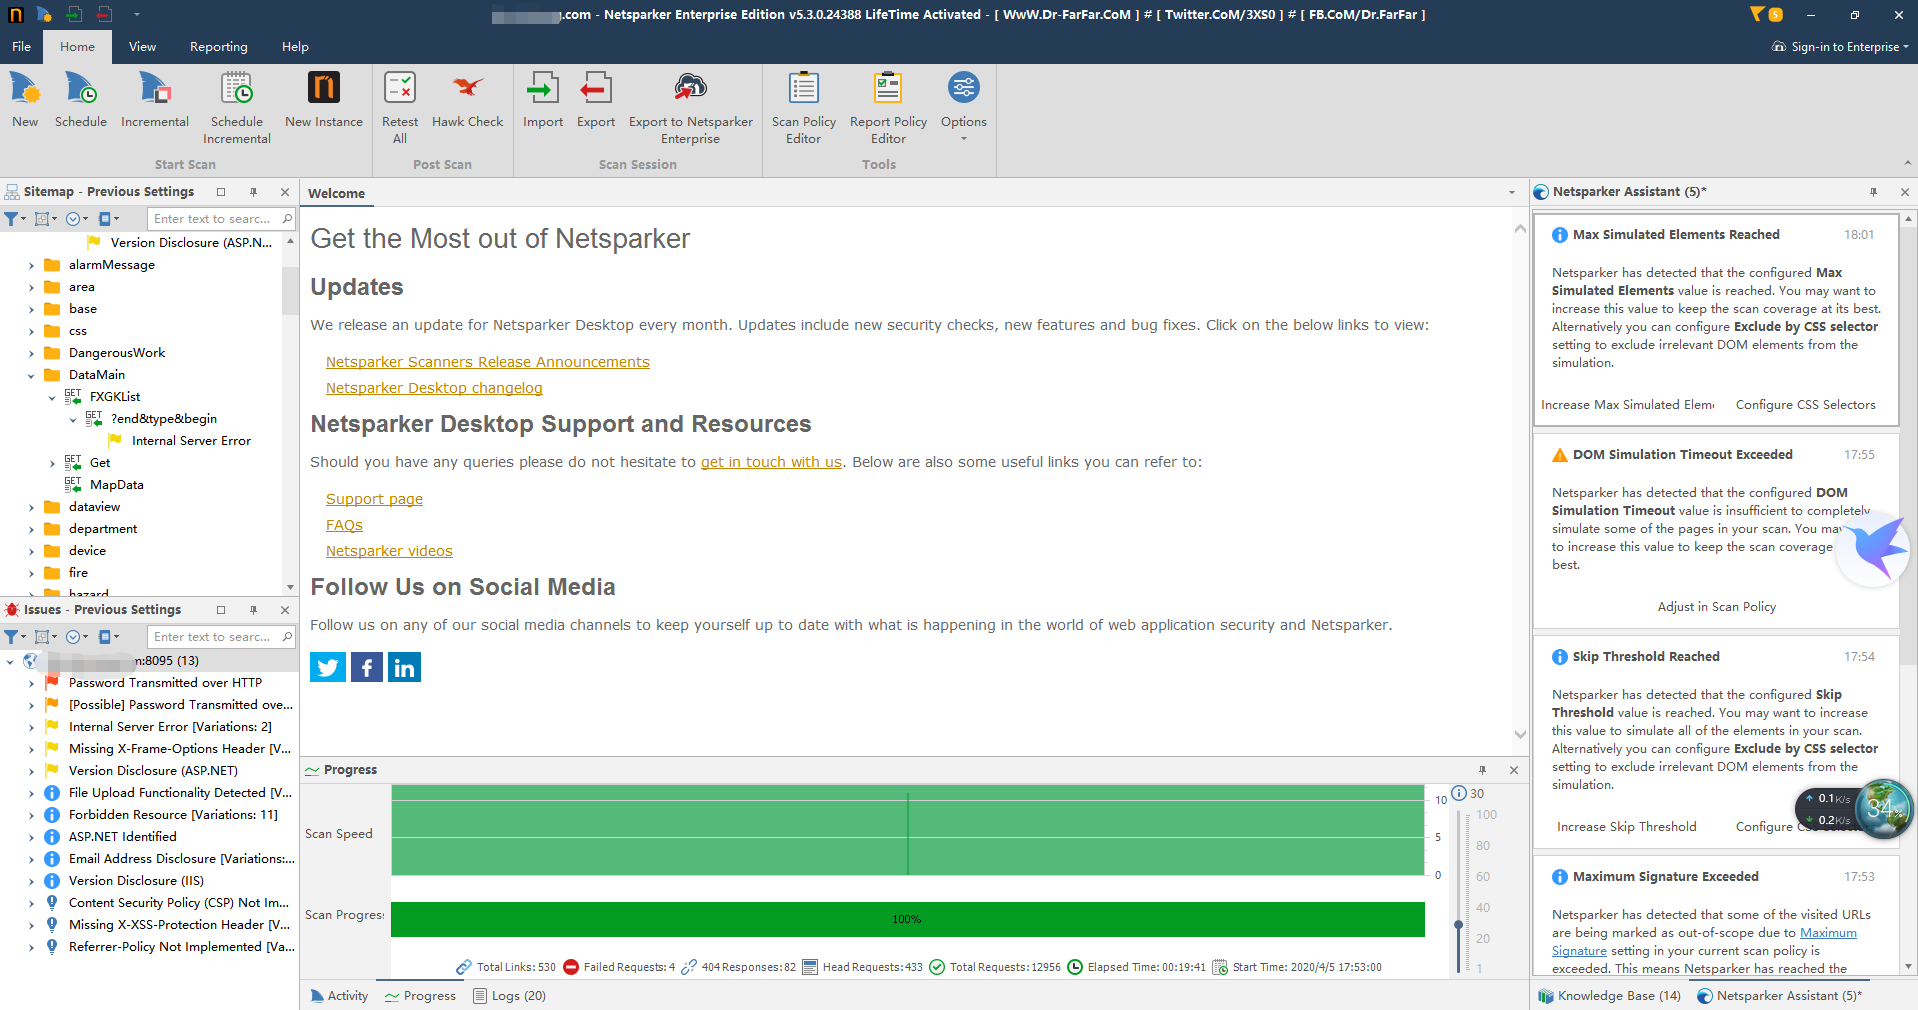 .com - Netsparker Enterprise Edition v5.3.0.24388 LifeTime Activated - [ WwW.Dr-FarFar.CoM ] # [ Twitter.CoM/3XS0 ] # [ FB.CoM/Dr.FarFar ]
5
File Home View Reporting Help
Sign-in to Enterprise
New
Schedule
Incremental
Schedule
Incremental
New Instance
Retest
All
Hawk Check
Import
Export
Export to Netsparker
Enterprise
Scan Policy
Editor
Report Policy
Editor
Options
Start Scan
Post Scan
Scan Session
Tools
Sitemap - Previous Settings
Enter text to searc...
Version Disclosure (ASP.N...
alarmMessage
area
base
css
DangerousWork
DataMain
GET FXGKList
GET ?end&type&begin
Internal Server Error
GET Get
GET MapData
dataview
department
device
fire
hazard
Issues - Previous Settings
Enter text to searc...
m:8095 (13)
Password Transmitted over HTTP
[Possible] Password Transmitted ove...
Internal Server Error [Variations: 2]
Missing X-Frame-Options Header [V...
Version Disclosure (ASP.NET)
File Upload Functionality Detected [V...
Forbidden Resource [Variations: 11]
ASP.NET Identified
Email Address Disclosure [Variations:...
Version Disclosure (IIS)
Content Security Policy (CSP) Not Im...
Missing X-XSS-Protection Header [V...
Referrer-Policy Not Implemented [Va...
Welcome
Get the Most out of Netsparker
Updates
We release an update for Netsparker Desktop every month. Updates include new security checks, new features and bug fixes. Click on the below links to view:
Netsparker Scanners Release Announcements
Netsparker Desktop changelog
Netsparker Desktop Support and Resources
Should you have any queries please do not hesitate to get in touch with us. Below are also some useful links you can refer to:
Support page
FAQs
Netsparker videos
Follow Us on Social Media
Follow us on any of our social media channels to keep yourself up to date with what is happening in the world of web application security and Netsparker.
Progress
Scan Speed
10
5
0
30
100
80
60
40
20
1
Scan Progres
100%
Total Links: 530 Failed Requests: 4 404 Responses: 82 Head Requests: 433 Total Requests: 12956 Elapsed Time: 00:19:41 Start Time: 2020/4/5 17:53:00
Activity Progress Logs (20)
Netsparker Assistant (5)*
Max Simulated Elements Reached 18:01
Netsparker has detected that the configured Max
Simulated Elements value is reached. You may want to
increase this value to keep the scan coverage at its best.
Alternatively you can configure Exclude by CSS selector
setting to exclude irrelevant DOM elements from the
simulation.
Increase Max Simulated Elem Configure CSS Selectors
DOM Simulation Timeout Exceeded 17:55
Netsparker has detected that the configured DOM
Simulation Timeout value is insufficient to completely
simulate some of the pages in your scan. You may
to increase this value to keep the scan coverage
best.
Adjust in Scan Policy
Skip Threshold Reached 17:54
Netsparker has detected that the configured Skip
Threshold value is reached. You may want to increase
this value to simulate all of the elements in your scan.
Alternatively you can configure Exclude by CSS selector
setting to exclude irrelevant DOM elements from the
simulation.
0.1K/s
0.2K/s
34%
Increase Skip Threshold Configure CSS Selectors
Maximum Signature Exceeded 17:53
Netsparker has detected that some of the visited URLs
are being marked as out-of-scope due to Maximum
Signature setting in your current scan policy is
exceeded. This means Netsparker has reached the
Knowledge Base (14) Netsparker Assistant (5)*